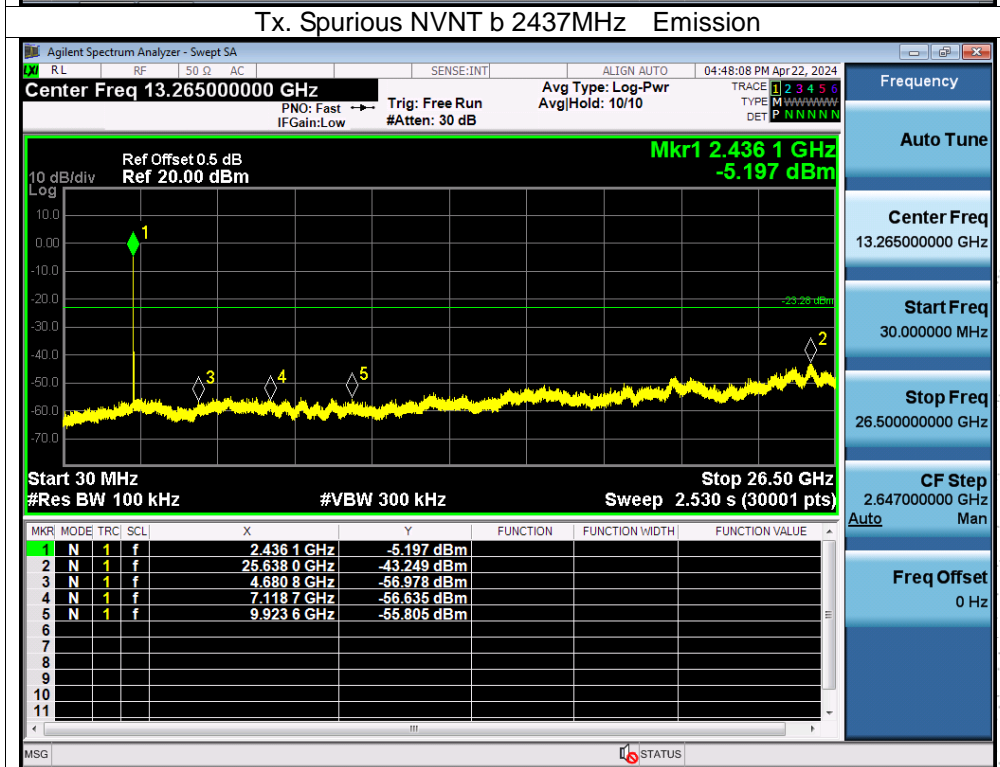 Tx. Spurious NVNT b 2437MHz Emission
Agilent Spectrum Analyzer - Swept SA
LXI RL RF 50 Ω AC SENSE:INT ALIGN AUTO 04:48:08 PM Apr 22, 2024
Center Freq 13.265000000 GHz
PNO: Fast
IFGain:Low
Trig: Free Run
#Atten: 30 dB
Avg Type: Log-Pwr
Avg|Hold: 10/10
TRACE 1 2 3 4 5 6
TYPE M W W W W W
DET P N N N N N
Ref Offset 0.5 dB
10 dB/div Ref 20.00 dBm
Log
Mkr1 2.436 1 GHz
-5.197 dBm
10.0
0.00
-10.0
-20.0
-30.0
-40.0
-50.0
-60.0
-70.0
1
-23.28 dBm
2
3
4
5
Start 30 MHz Stop 26.50 GHz
#Res BW 100 kHz #VBW 300 kHz Sweep 2.530 s (30001 pts)
MKR MODE TRC SCL X Y FUNCTION FUNCTION WIDTH FUNCTION VALUE
1 N 1 f 2.436 1 GHz -5.197 dBm
2 N 1 f 25.638 0 GHz -43.249 dBm
3 N 1 f 4.680 8 GHz -56.978 dBm
4 N 1 f 7.118 7 GHz -56.635 dBm
5 N 1 f 9.923 6 GHz -55.805 dBm
6
7
8
9
10
11
MSG STATUS
Frequency
Auto Tune
Center Freq
13.265000000 GHz
Start Freq
30.000000 MHz
Stop Freq
26.500000000 GHz
CF Step
2.647000000 GHz
Auto Man
Freq Offset
0 Hz